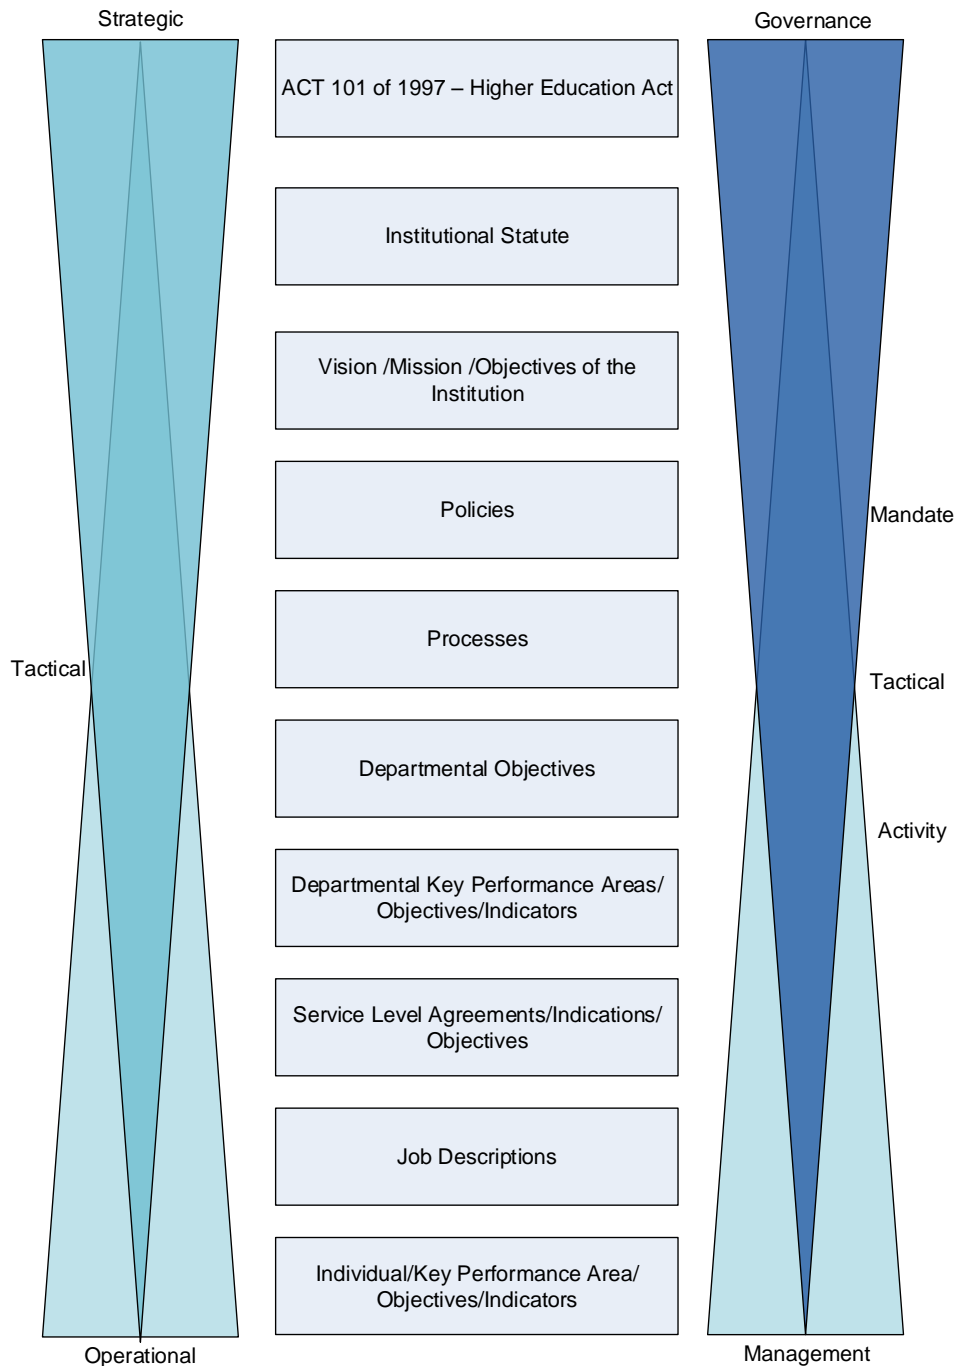 Strategic
Governance
ACT 101 of 1997 – Higher Education Act
Institutional Statute
Vision /Mission /Objectives of the
Institution
Policies
Mandate
Processes
Tactical
Tactical
Departmental Objectives
Activity
Departmental Key Performance Areas/
Objectives/Indicators
Service Level Agreements/Indications/
Objectives
Job Descriptions
Individual/Key Performance Area/
Objectives/Indicators
Operational
Management